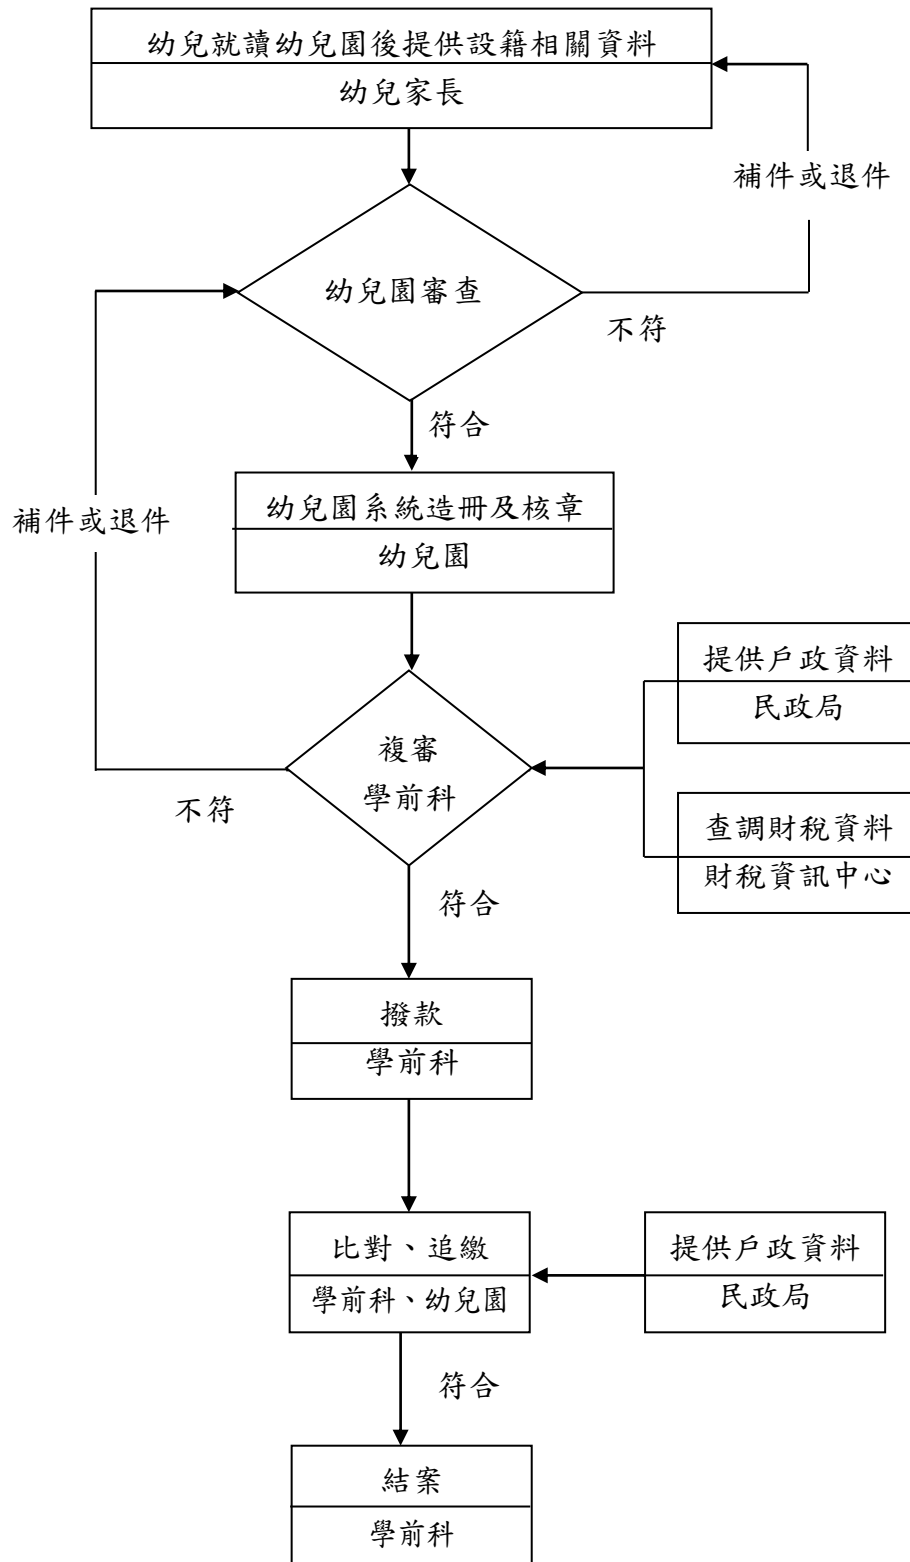 幼兒就讀幼兒園後提供設籍相關資料
幼兒家長
補件或退件
幼兒園審查
不符
符合
幼兒園系統造冊及核章
幼兒園
補件或退件
提供戶政資料
民政局
複審
學前科
不符
查調財稅資料
財稅資訊中心
符合
撥款
學前科
比對、追繳
學前科、幼兒園
提供戶政資料
民政局
符合
結案
學前科